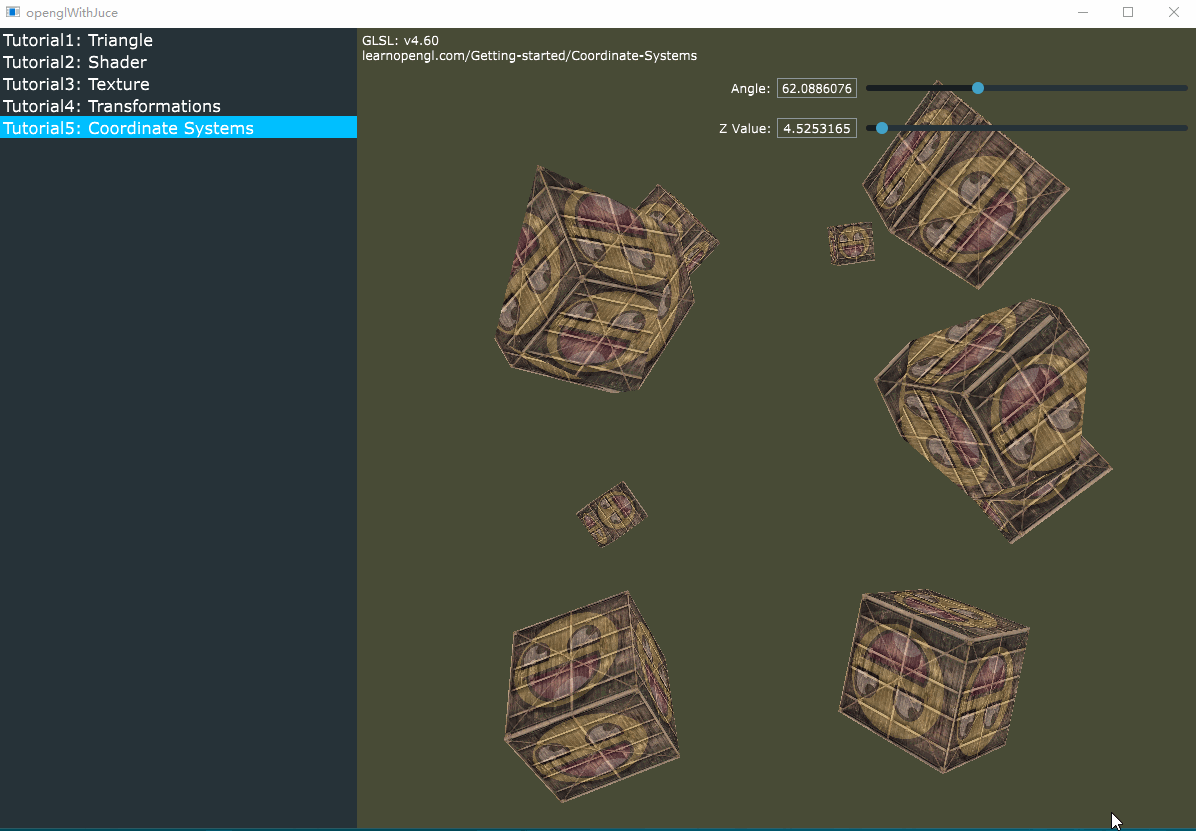 openglWithJuce
Tutorial1: Triangle
Tutorial2: Shader
Tutorial3: Texture
Tutorial4: Transformations
Tutorial5: Coordinate Systems
GLSL: v4.60
learnopengl.com/Getting-started/Coordinate-Systems
Angle: 62.0886076
Z Value: 4.5253165